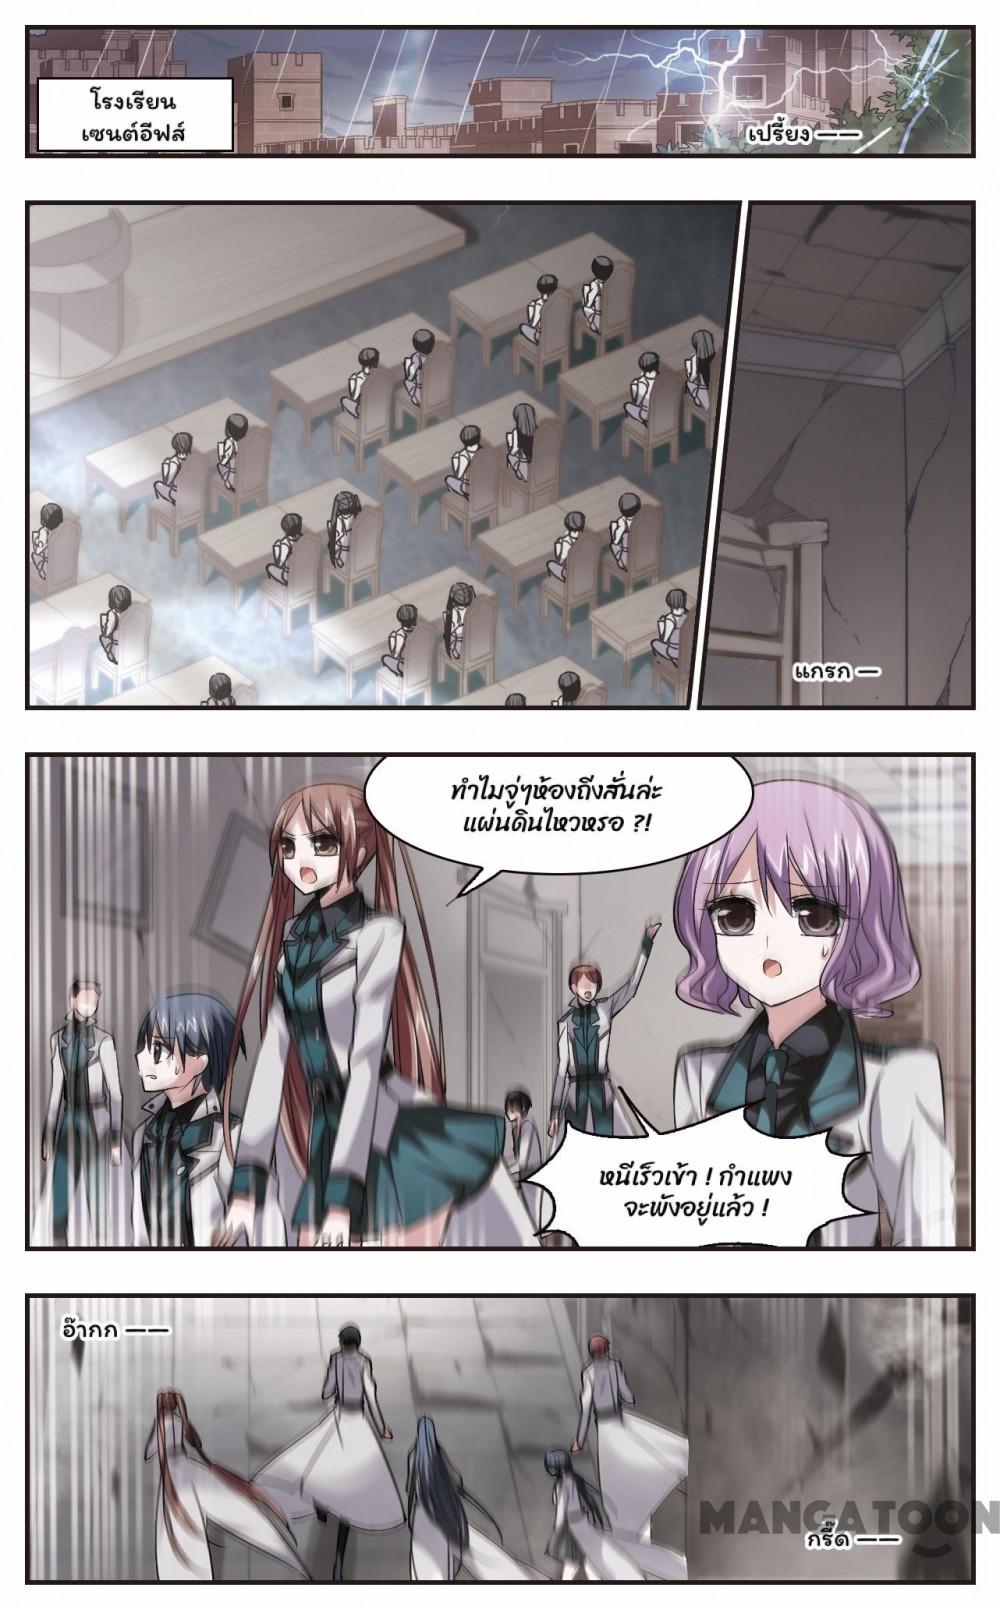 โรงเรียน
เซนต์อีฟส์
เปรี้ยง ——
แกรก —
ทำไมจู่ๆห้องถึงสั่นล่ะ
แผ่นดินไหวหรอ ?!
หนีเร็วเข้า ! กำแพง
จะพังอยู่แล้ว !
อ๊ากก ——
MANGATOON
กรี๊ด ——